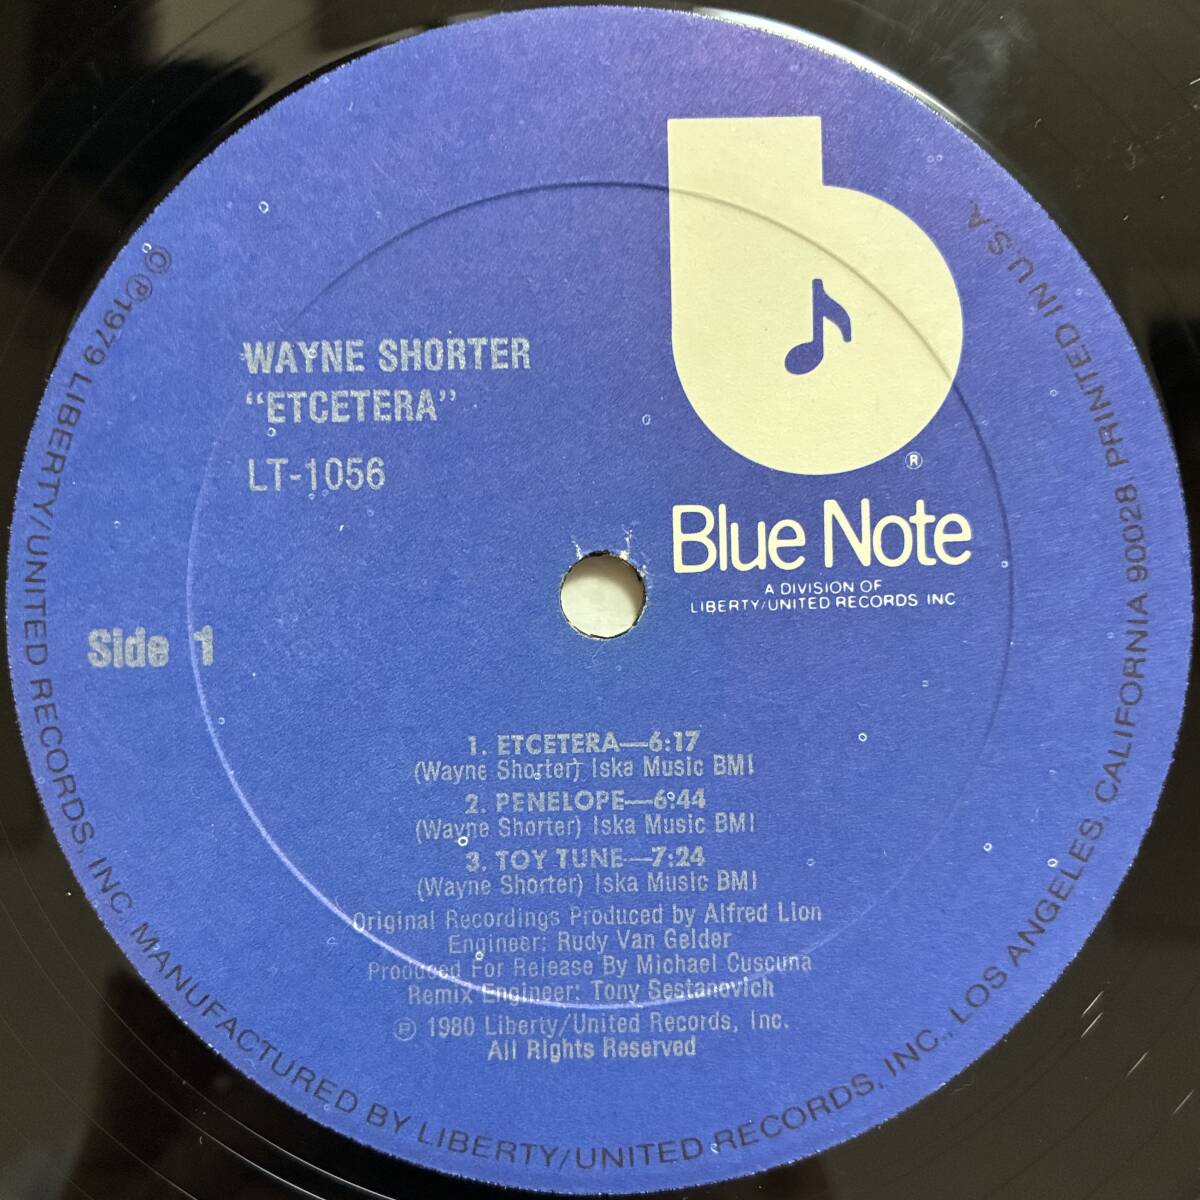 WAYNE SHORTER
"ETCETERA"
LT-1056
Side 1
®
Blue Note
A DIVISION OF
LIBERTY/UNITED RECORDS INC
1. ETCETERA—6:17
(Wayne Shorter) Iska Music BMI
2. PENELOPE—6:44
(Wayne Shorter) Iska Music BMI
3. TOY TUNE—7:24
(Wayne Shorter) Iska Music BMI
Original Recordings Produced by Alfred Lion
Engineer: Rudy Van Gelder
Produced For Release By Michael Cuscuna
Remix Engineer: Tony Sestanovich
℗ 1980 Liberty/United Records, Inc.
All Rights Reserved
© ℗ 1979 LIBERTY/UNITED RECORDS, INC. MANUFACTURED BY LIBERTY/UNITED RECORDS, INC., LOS ANGELES, CALIFORNIA 90028 PRINTED IN U.S.A.